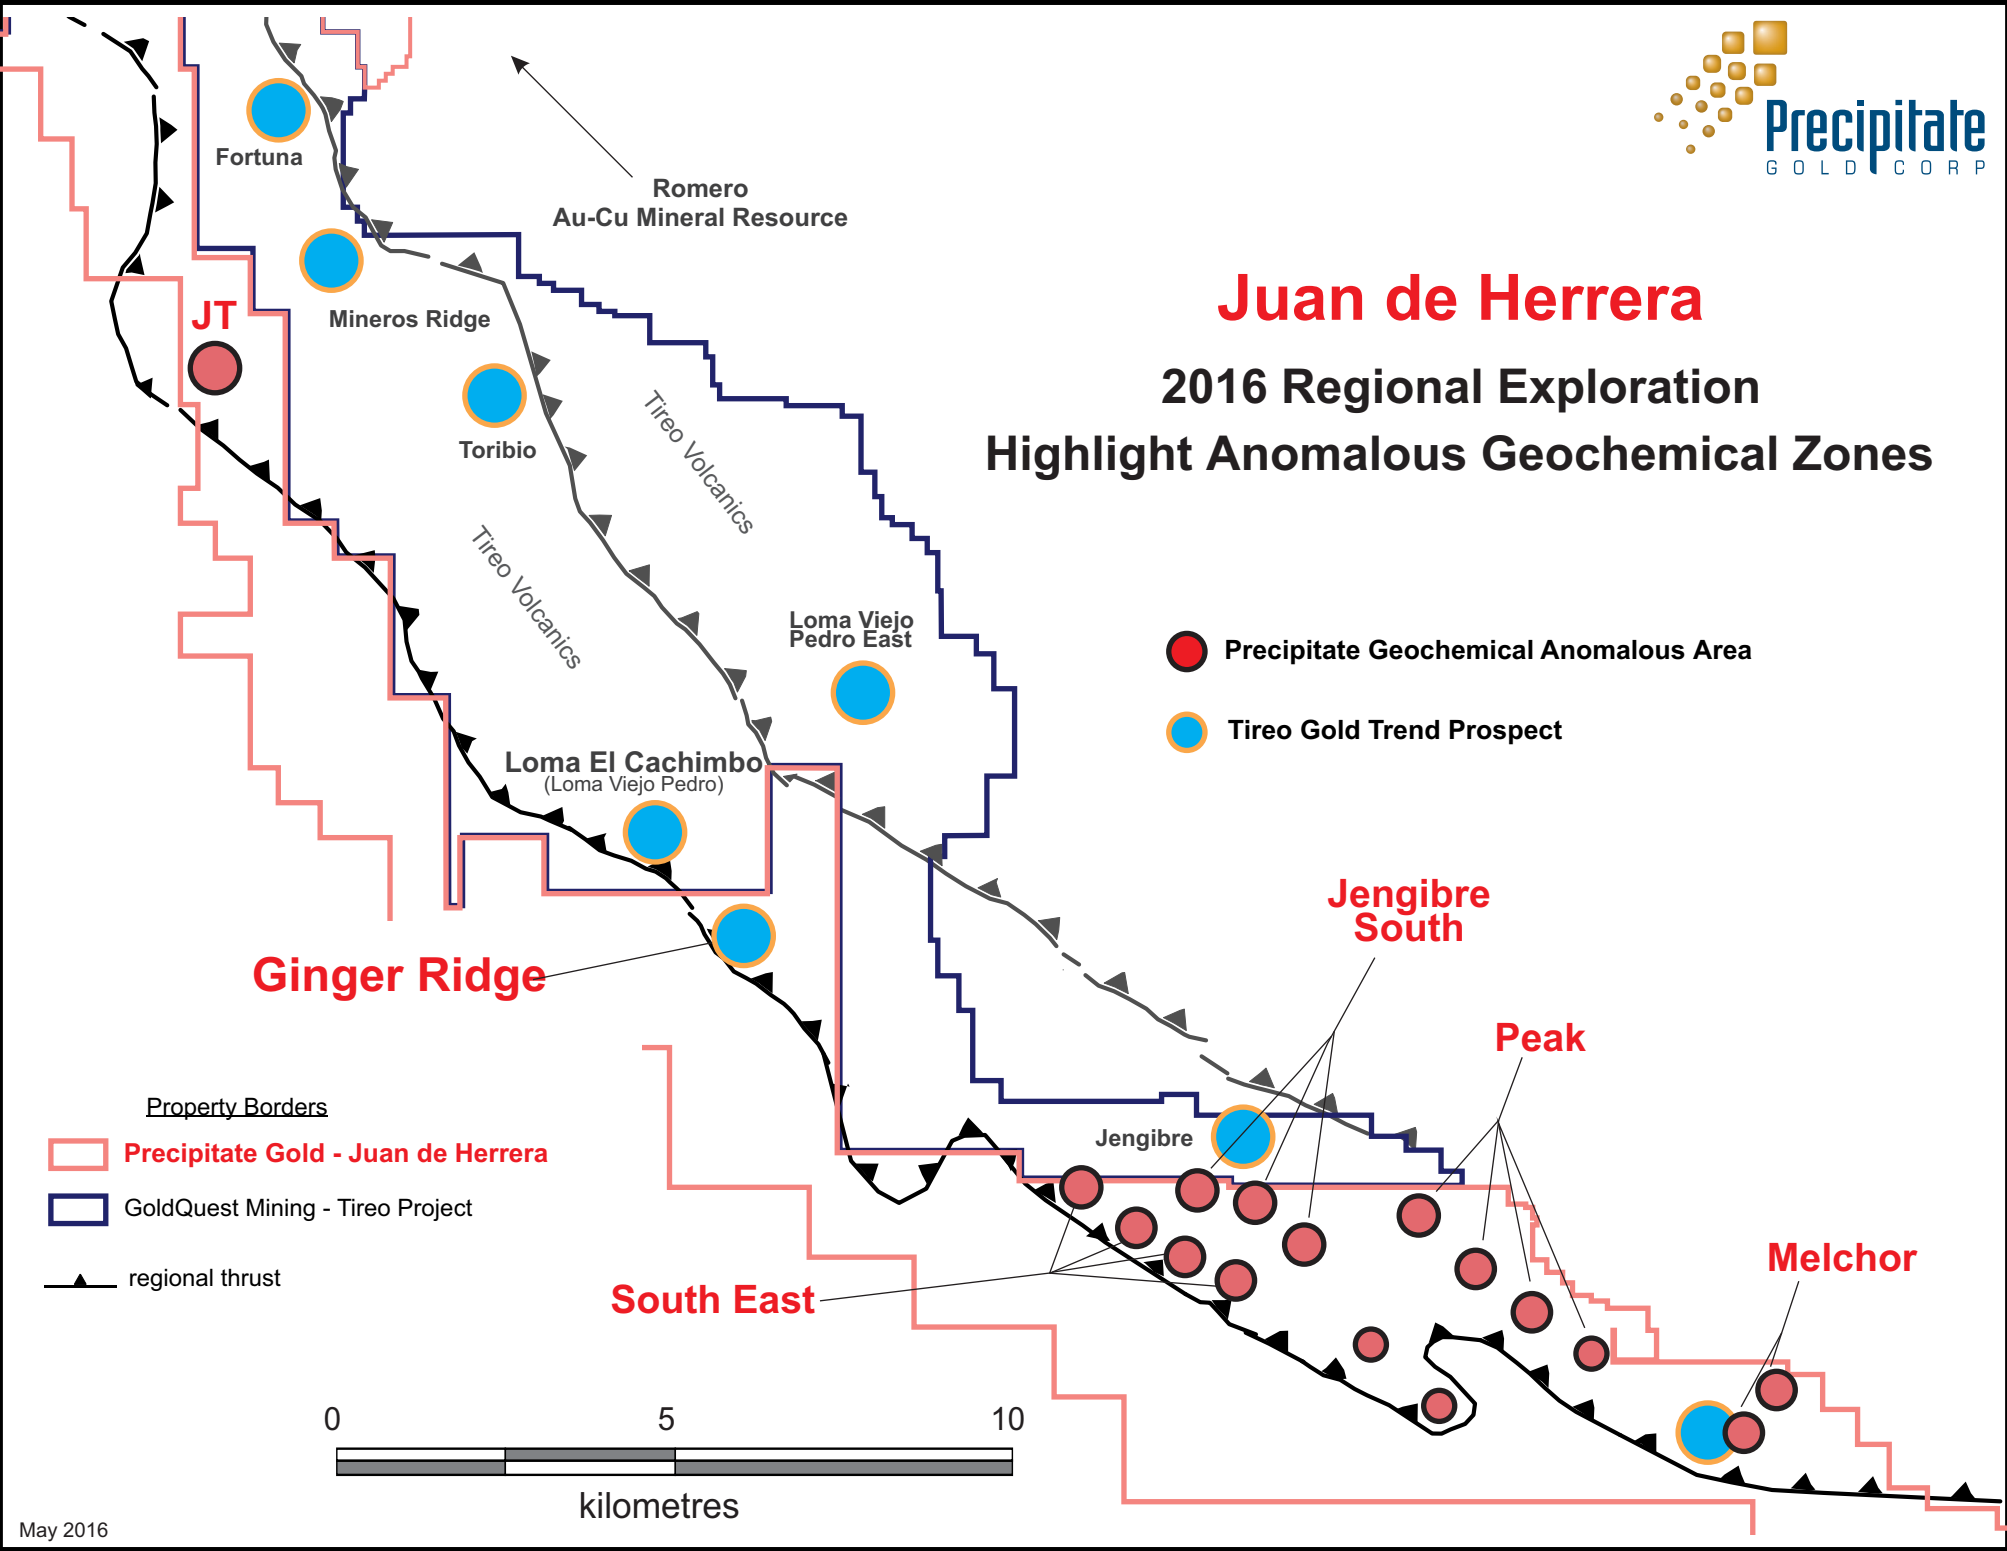 Precipitate
GOLD CORP
Fortuna
Romero
Au-Cu Mineral Resource
Juan de Herrera
2016 Regional Exploration
Highlight Anomalous Geochemical Zones
JT
Mineros Ridge
Toribio
Tireo Volcanics
Tireo Volcanics
Loma Viejo
Pedro East
Precipitate Geochemical Anomalous Area
Tireo Gold Trend Prospect
Loma El Cachimbo
(Loma Viejo Pedro)
Jengibre
South
Ginger Ridge
Peak
Property Borders
Jengibre
Precipitate Gold - Juan de Herrera
GoldQuest Mining - Tireo Project
regional thrust
Melchor
South East
0 5 10
kilometres
May 2016